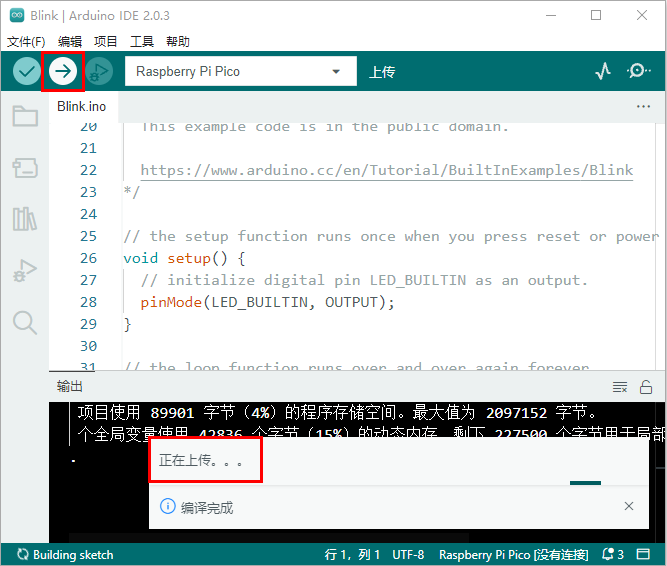 Blink | Arduino IDE 2.0.3
文件(F) 编辑 项目 工具 帮助
Raspberry Pi Pico 上传
Blink.ino
20 This example code is in the public domain.
21
22 https://www.arduino.cc/en/Tutorial/BuiltInExamples/Blink
23 */
24
25 // the setup function runs once when you press reset or power
26 void setup() {
27 // initialize digital pin LED_BUILTIN as an output.
28 pinMode(LED_BUILTIN, OUTPUT);
29 }
30
31 // the loop function runs over and over again forever
输出
项目使用 89901 字节（4%）的程序存储空间。最大值为 2097152 字节。
个全局变量使用 42836 个字节（15%）的动态内存，剩下 227500 个字节用于局部
.
正在上传。。。
编译完成
Building sketch 行 1，列 1 UTF-8 Raspberry Pi Pico [没有连接] 3